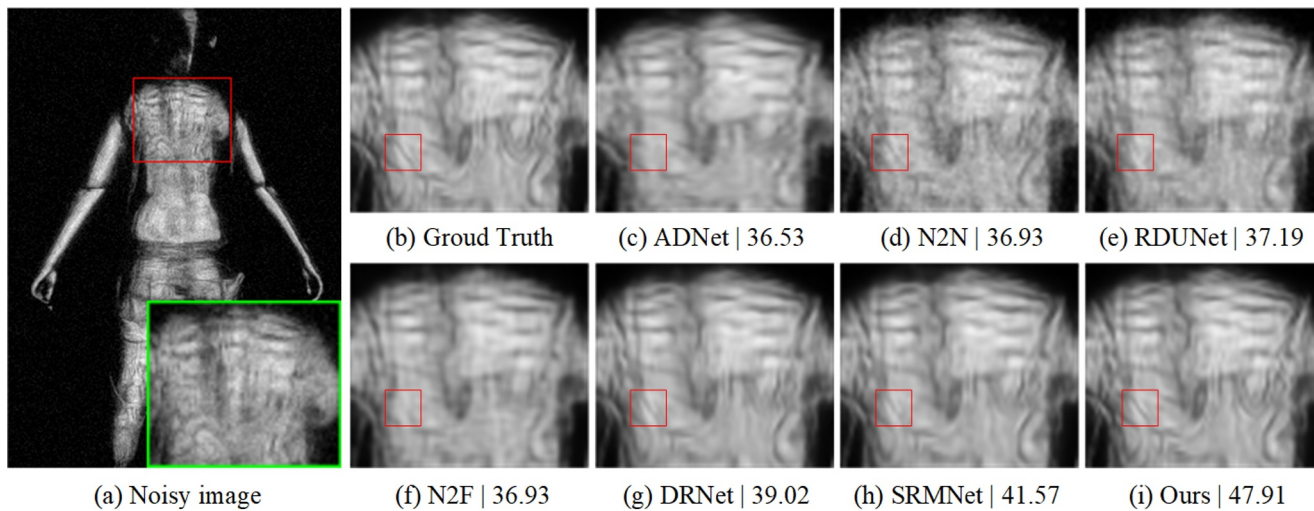 (b) Groud Truth
(c) ADNet | 36.53
(d) N2N | 36.93
(e) RDUNet | 37.19
(a) Noisy image
(f) N2F | 36.93
(g) DRNet | 39.02
(h) SRMNet | 41.57
(i) Ours | 47.91